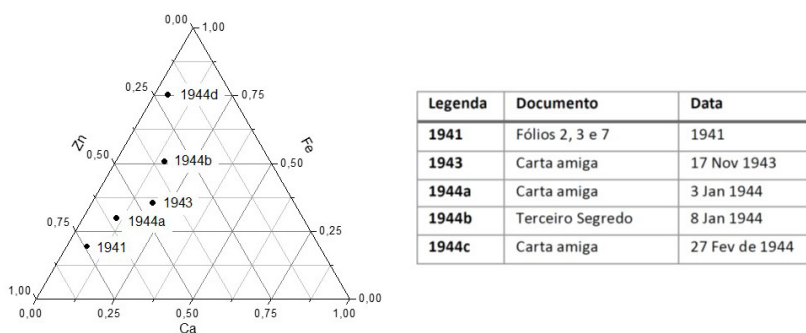 0,00 1,00
0,25 1944d 0,75
Zn Fe
0,50 1944b 0,50
1943
0,75 1944a 0,25
1941
1,00 0,00
0,00 0,25 0,50 0,75 1,00
Ca
Legenda Documento Data
1941 Fólios 2, 3 e 7 1941
1943 Carta amiga 17 Nov 1943
1944a Carta amiga 3 Jan 1944
1944b Terceiro Segredo 8 Jan 1944
1944c Carta amiga 27 Fev de 1944